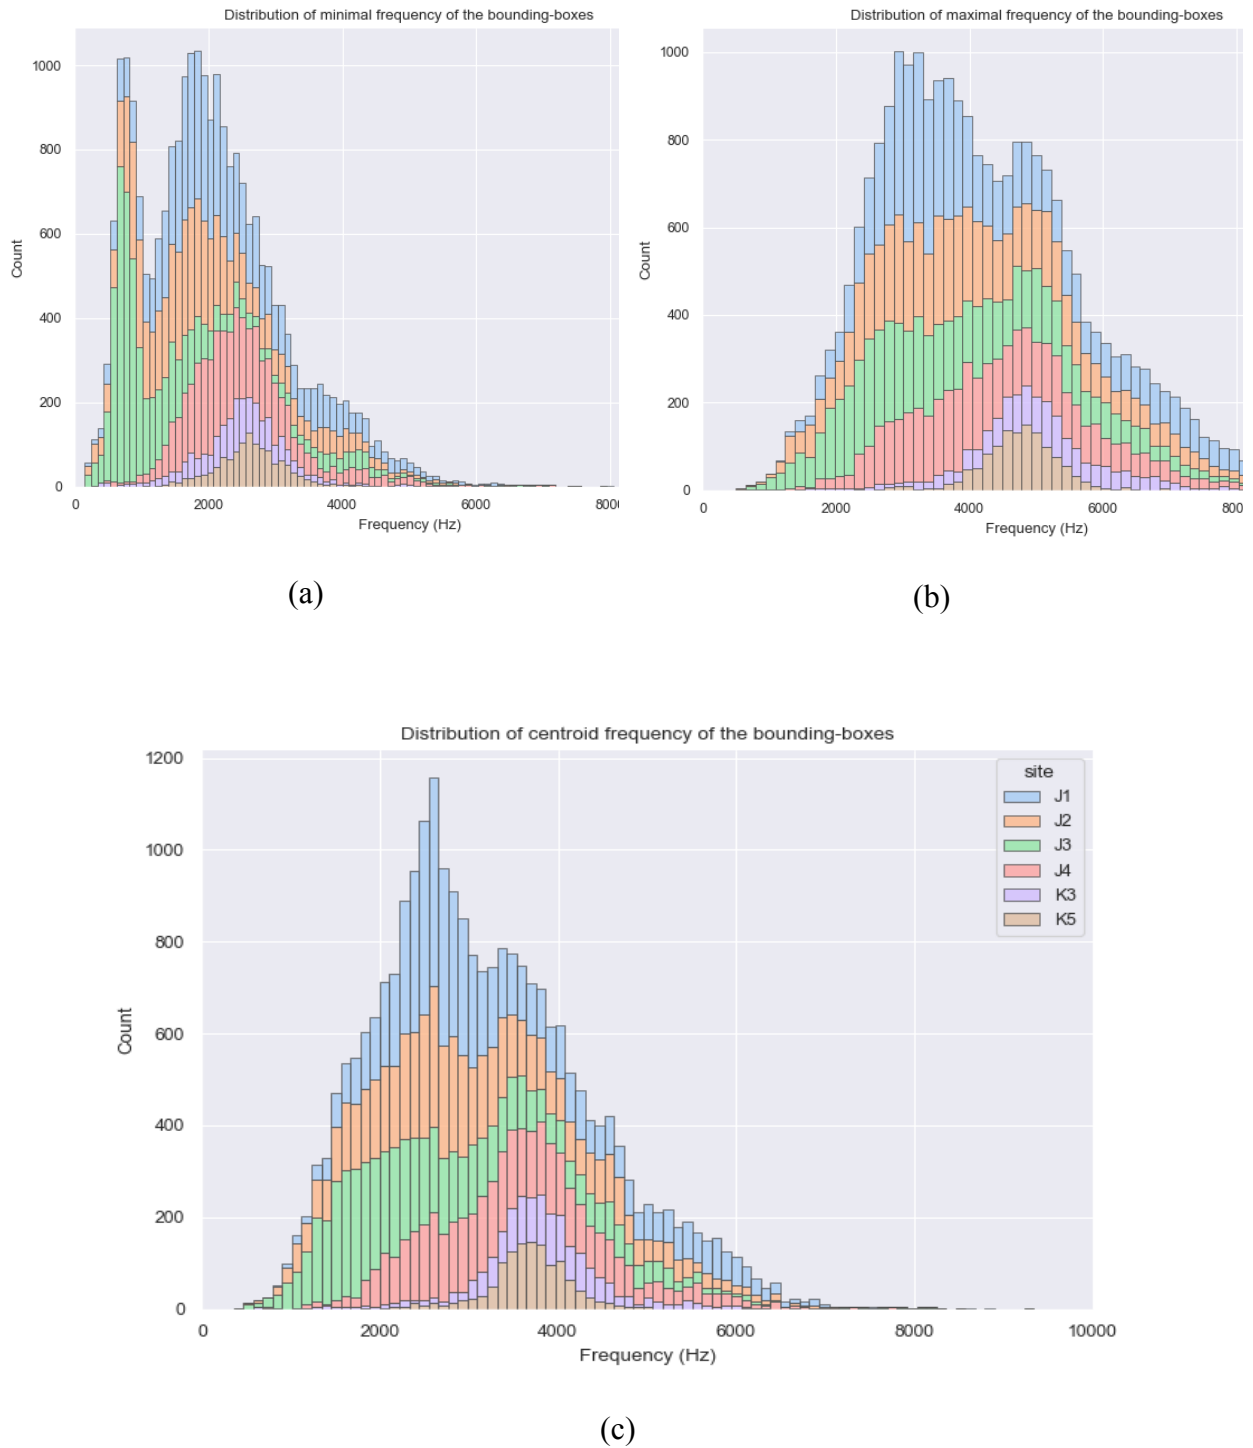 Distribution of minimal frequency of the bounding-boxes
1000
800
600
400
200
0
Count
0 2000 4000 6000 800
Frequency (Hz)
(a)
Distribution of maximal frequency of the bounding-boxes
1000
800
600
400
200
0
Count
0 2000 4000 6000 800
Frequency (Hz)
(b)
Distribution of centroid frequency of the bounding-boxes
1200
1000
800
600
400
200
0
Count
site
J1
J2
J3
J4
K3
K5
0 2000 4000 6000 8000 10000
Frequency (Hz)
(c)